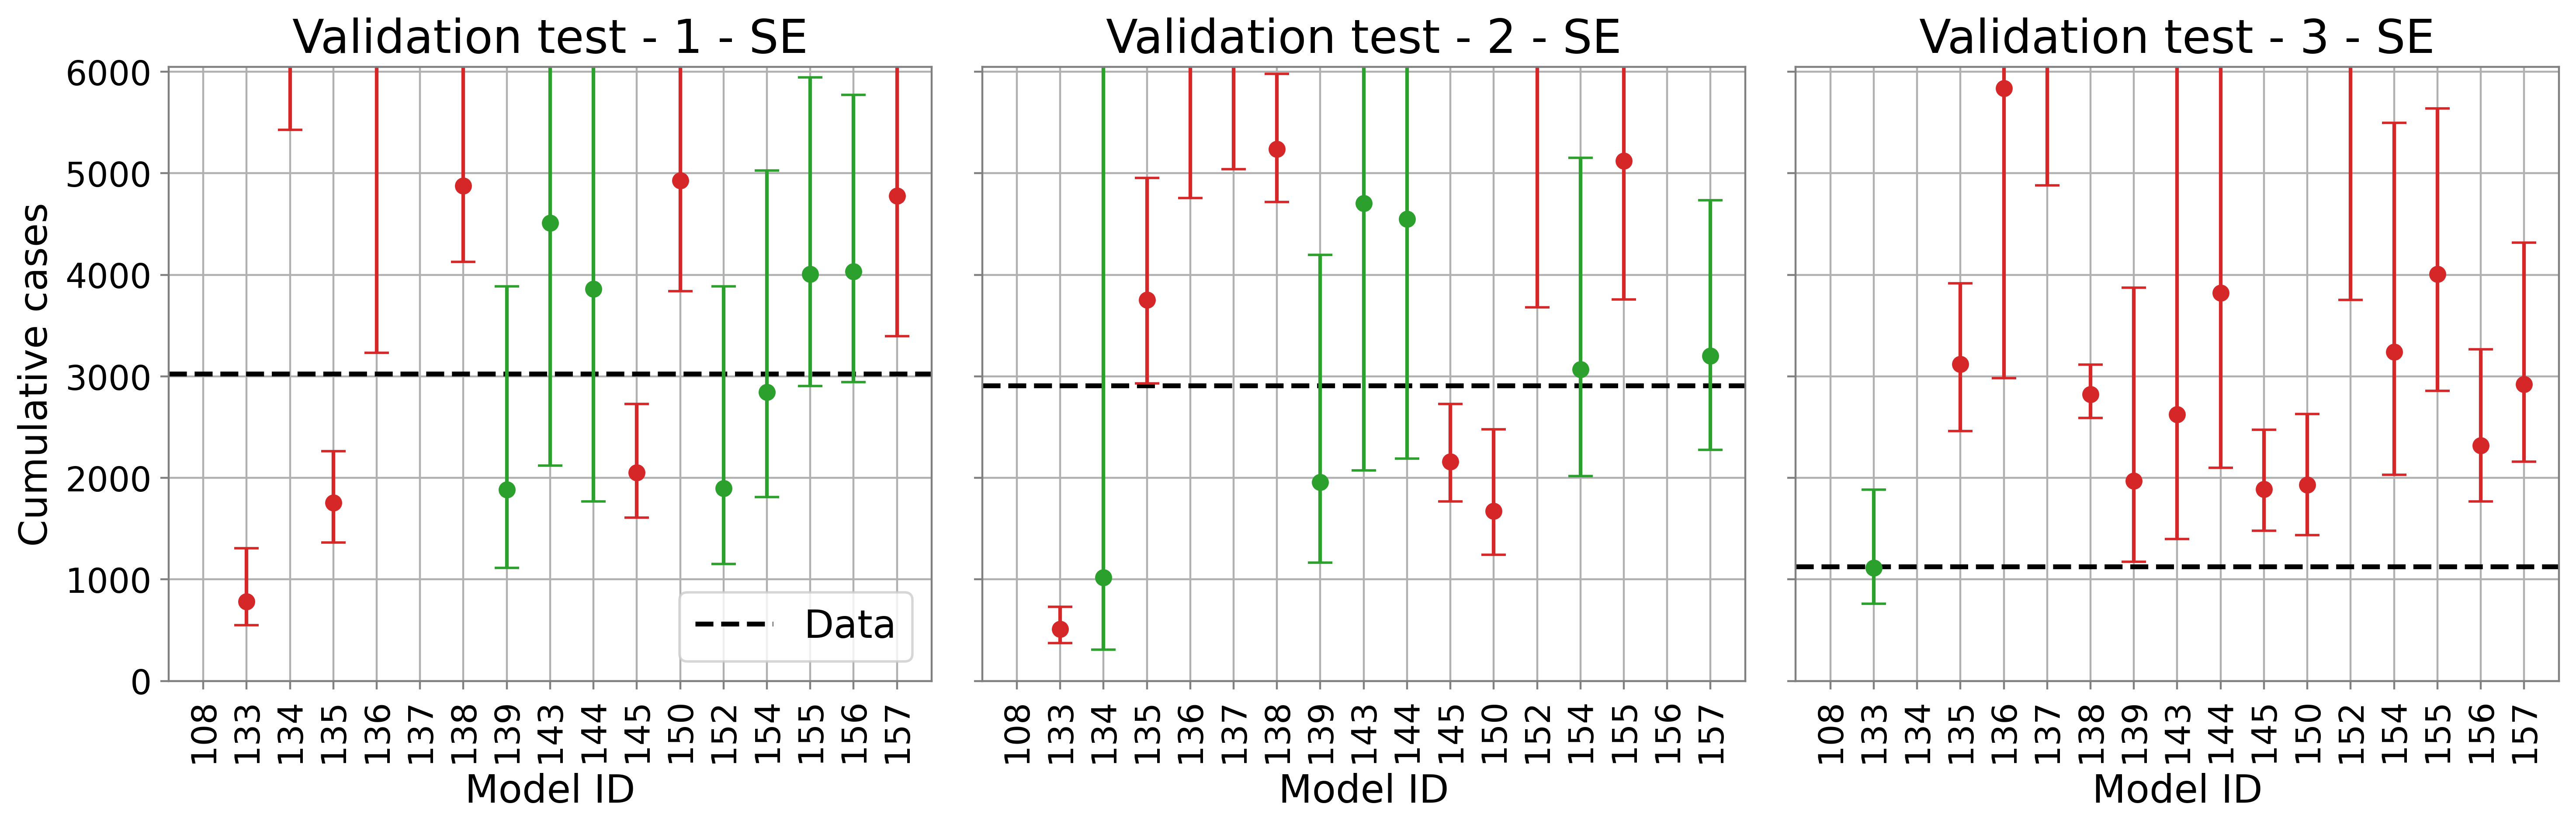 Validation test - 1 - SE
Validation test - 2 - SE
Validation test - 3 - SE
Cumulative cases
6000
5000
4000
3000
2000
1000
0
Data
108 133 134 135 136 137 138 139 143 144 145 150 152 154 155 156 157
108 133 134 135 136 137 138 139 143 144 145 150 152 154 155 156 157
108 133 134 135 136 137 138 139 143 144 145 150 152 154 155 156 157
Model ID
Model ID
Model ID